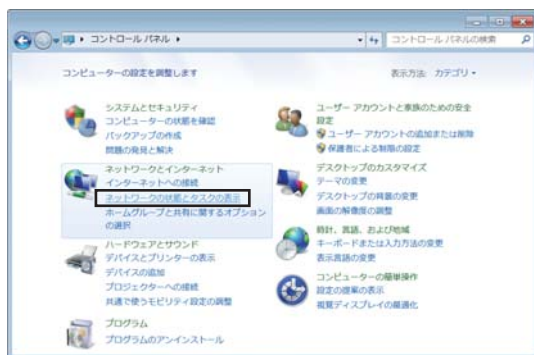 コントロール パネル
コントロール パネルの検索
コンピューターの設定を調整します
表示方法: カテゴリ
システムとセキュリティ
コンピューターの状態を確認
バックアップの作成
問題の発見と解決
ネットワークとインターネット
インターネットへの接続
ネットワークの状態とタスクの表示
ホームグループと共有に関するオプション
の選択
ハードウェアとサウンド
デバイスとプリンターの表示
デバイスの追加
プロジェクターへの接続
共通で使うモビリティ設定の調整
プログラム
プログラムのアンインストール
ユーザー アカウントと家族のための安全
設定
ユーザー アカウントの追加または削除
保護者による制限の設定
デスクトップのカスタマイズ
テーマの変更
デスクトップの背景の変更
画面の解像度の調整
時計、言語、および地域
キーボードまたは入力方法の変更
表示言語の変更
コンピューターの簡単操作
設定の提案の表示
視覚ディスプレイの最適化